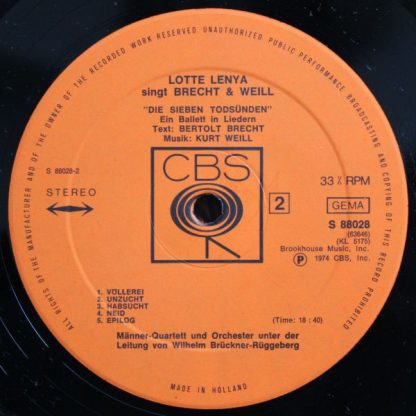 ALL RIGHTS OF THE MANUFACTURER AND OF THE OWNER OF THE RECORDED WORK RESERVED UNAUTHORIZED PUBLIC PERFORMANCE BROADCASTING AND COPYING OF THIS RECORD PROHIBITED
LOTTE LENYA
singt BRECHT & WEILL
"DIE SIEBEN TODSÜNDEN"
Ein Ballett in Liedern
Text: BERTOLT BRECHT
Musik: KURT WEILL
S 88028-2
STEREO
CBS
2
33⅓ RPM
GEMA
S 88028
(63646)
(KL 5175)
Brookhouse Music, Inc.
Ⓟ 1974 CBS, Inc.
1. VÖLLEREI
2. UNZUCHT
3. HABSUCHT
4. NEID
5. EPILOG
(Time: 18:40)
Männer-Quartett und Orchester unter der
Leitung von Wilhelm Brückner-Rüggeberg
MADE IN HOLLAND